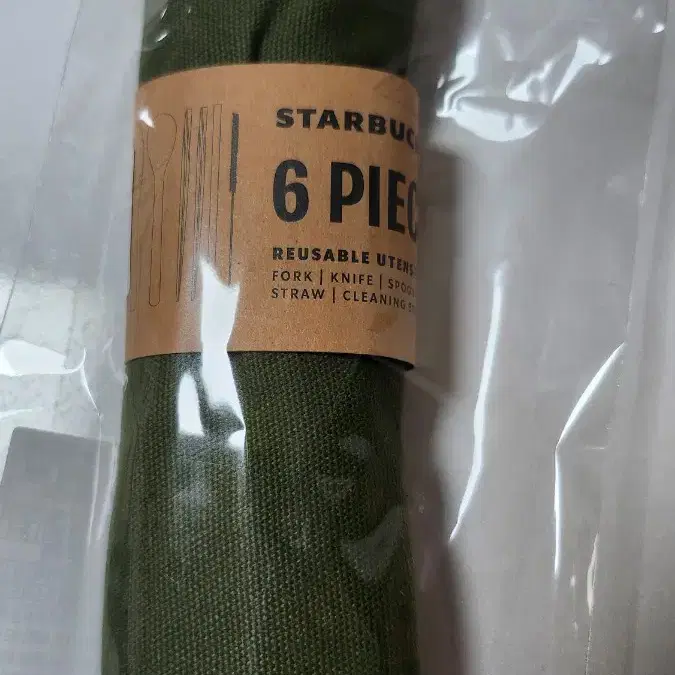 STARBUC
6 PIEC
REUSABLE UTENS
FORK | KNIFE | SPOO
STRAW | CLEANING